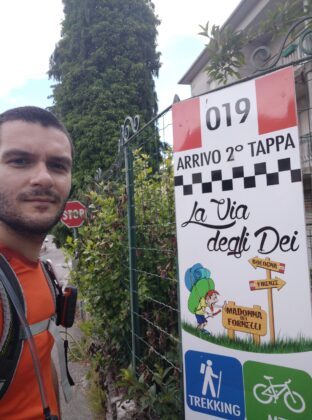 019
ARRIVO 2° TAPPA
La Via
degli Dei
BOLOGNA
FIRENZE
MADONNA
DEI
FORNELLI
STOP
TREKKING